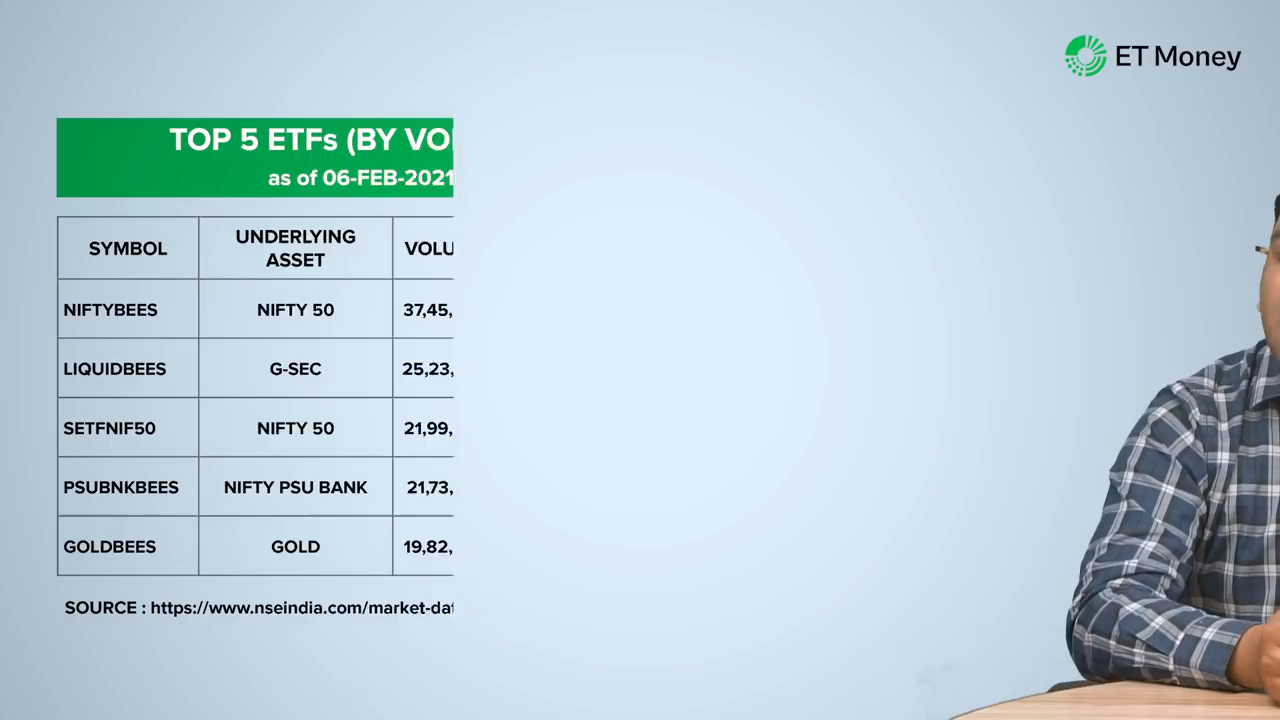 ET Money
TOP 5 ETFs (BY VO
as of 06-FEB-2021
SYMBOL UNDERLYING ASSET VOLU
NIFTYBEES NIFTY 50 37,45,
LIQUIDBEES G-SEC 25,23,
SETFNIF50 NIFTY 50 21,99,
PSUBNKBEES NIFTY PSU BANK 21,73,
GOLDBEES GOLD 19,82,
SOURCE : https://www.nseindia.com/market-dat